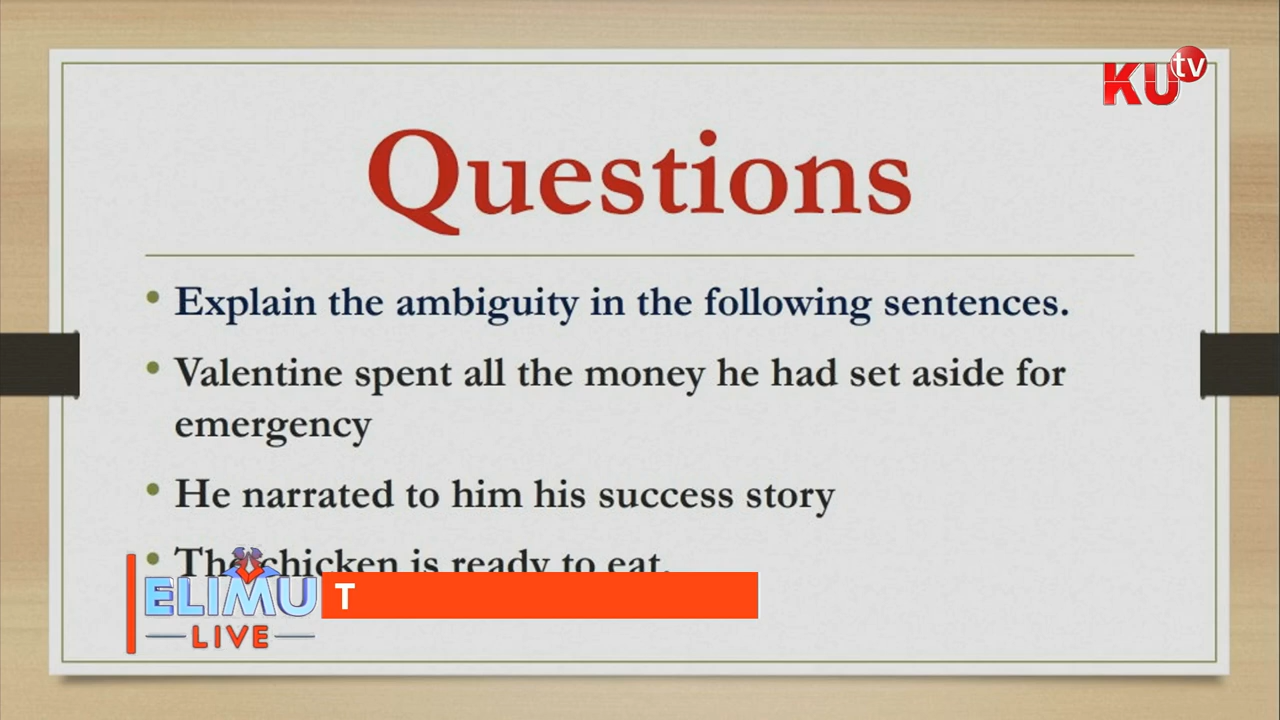 KU tv
Questions
• Explain the ambiguity in the following sentences.
• Valentine spent all the money he had set aside for
emergency
• He narrated to him his success story
• The chicken is ready to eat.
ELIMU
LIVE
T